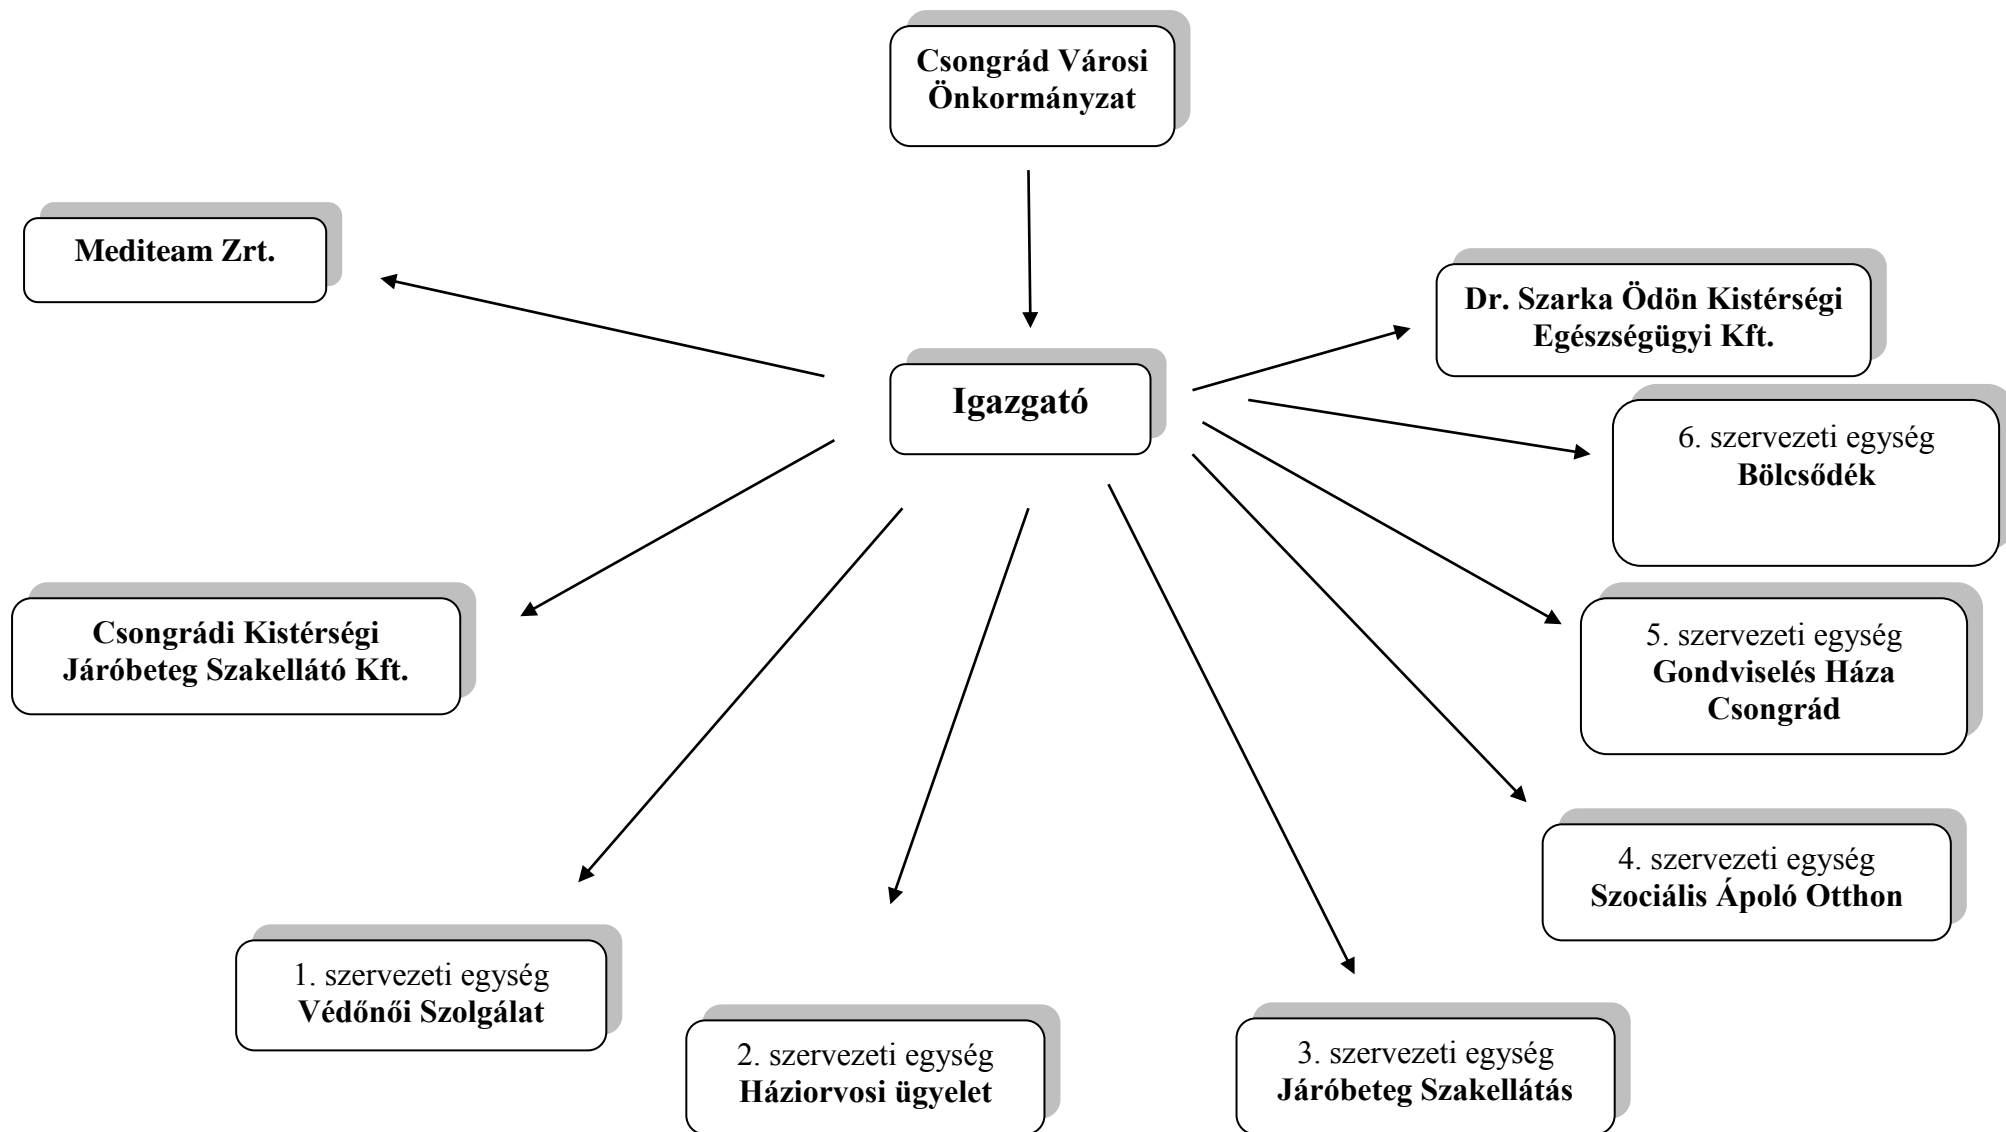 Csongrád Városi
Önkormányzat
Mediteam Zrt.
Dr. Szarka Ödön Kistérségi
Egészségügyi Kft.
Igazgató
6. szervezeti egység
Bölcsődék
Csongrádi Kistérségi
Járóbeteg Szakellátó Kft.
5. szervezeti egység
Gondviselés Háza
Csongrád
4. szervezeti egység
Szociális Ápoló Otthon
1. szervezeti egység
Védőnői Szolgálat
2. szervezeti egység
Háziorvosi ügyelet
3. szervezeti egység
Járóbeteg Szakellátás